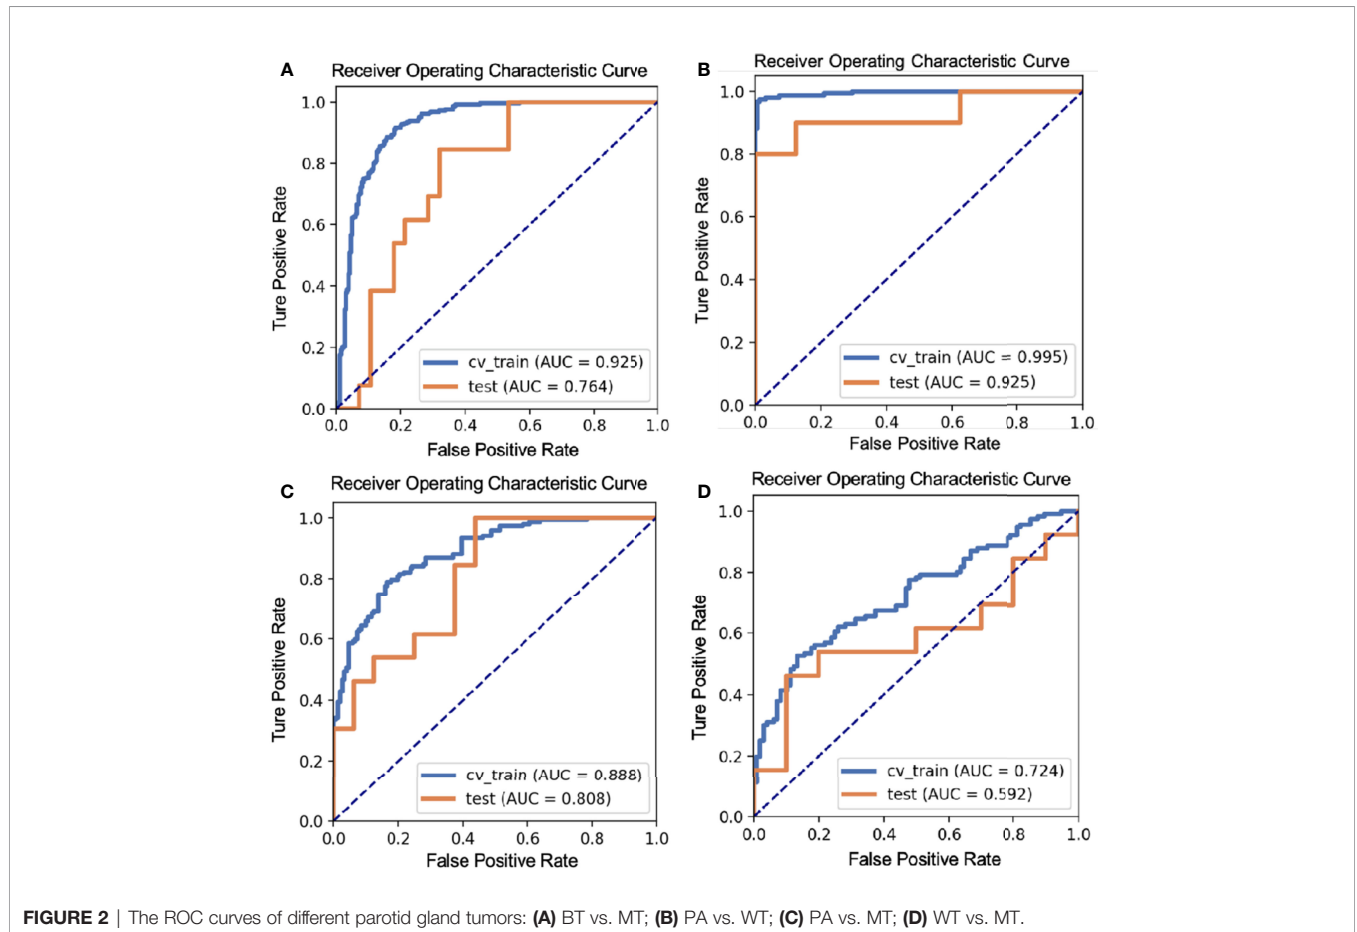 A
Receiver Operating Characteristic Curve
1.0
0.8
0.6
0.4
0.2
0.0
Ture Positive Rate
cv_train (AUC = 0.925)
test (AUC = 0.764)
0.0 0.2 0.4 0.6 0.8 1.0
False Positive Rate
B
Receiver Operating Characteristic Curve
1.0
0.8
0.6
0.4
0.2
0.0
Ture Positive Rate
cv_train (AUC = 0.995)
test (AUC = 0.925)
0.0 0.2 0.4 0.6 0.8 1.0
False Positive Rate
C
Receiver Operating Characteristic Curve
1.0
0.8
0.6
0.4
0.2
0.0
Ture Positive Rate
cv_train (AUC = 0.888)
test (AUC = 0.808)
0.0 0.2 0.4 0.6 0.8 1.0
False Positive Rate
D
Receiver Operating Characteristic Curve
1.0
0.8
0.6
0.4
0.2
0.0
Ture Positive Rate
cv_train (AUC = 0.724)
test (AUC = 0.592)
0.0 0.2 0.4 0.6 0.8 1.0
False Positive Rate
FIGURE 2 | The ROC curves of different parotid gland tumors: (A) BT vs. MT; (B) PA vs. WT; (C) PA vs. MT; (D) WT vs. MT.